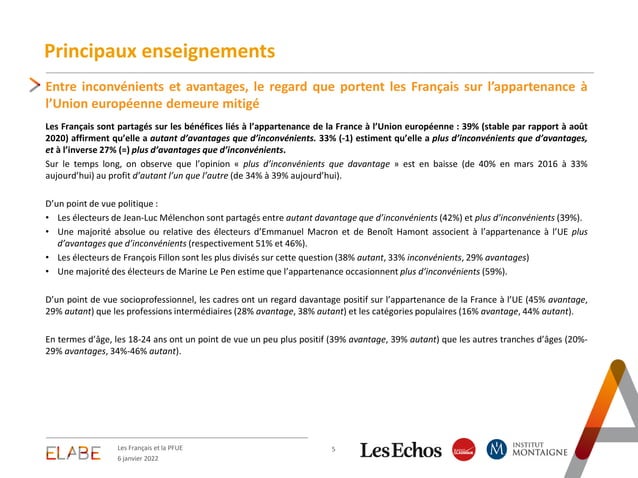 Principaux enseignements
Entre inconvénients et avantages, le regard que portent les Français sur l'appartenance à
l'Union européenne demeure mitigé
Les Français sont partagés sur les bénéfices liés à l'appartenance de la France à l'Union européenne : 39% (stable par rapport à août
2020) affirment qu'elle a autant d'avantages que d'inconvénients. 33% (-1) estiment qu'elle a plus d'inconvénients que d'avantages,
et à l'inverse 27% (=) plus d'avantages que d'inconvénients.
Sur le temps long, on observe que l'opinion « plus d'inconvénients que davantage » est en baisse (de 40% en mars 2016 à 33%
aujourd'hui) au profit d'autant l'un que l'autre (de 34% à 39% aujourd'hui).
D'un point de vue politique :
• Les électeurs de Jean-Luc Mélenchon sont partagés entre autant davantage que d'inconvénients (42%) et plus d'inconvénients (39%).
• Une majorité absolue ou relative des électeurs d'Emmanuel Macron et de Benoît Hamont associent à l'appartenance à l'UE plus
d'avantages que d'inconvénients (respectivement 51% et 46%).
• Les électeurs de François Fillon sont les plus divisés sur cette question (38% autant, 33% inconvénients, 29% avantages)
• Une majorité des électeurs de Marine Le Pen estime que l'appartenance occasionnent plus d'inconvénients (59%).
D'un point de vue socioprofessionnel, les cadres ont un regard davantage positif sur l'appartenance de la France à l'UE (45% avantage,
29% autant) que les professions intermédiaires (28% avantage, 38% autant) et les catégories populaires (16% avantage, 44% autant).
En termes d'âge, les 18-24 ans ont un point de vue un peu plus positif (39% avantage, 39% autant) que les autres tranches d'âges (20%-
29% avantages, 34%-46% autant).
ELABE
Les Français et la PFUE
6 janvier 2022
5
Les Echos
RADIO
CLASSIQUE
INSTITUT
MONTAIGNE